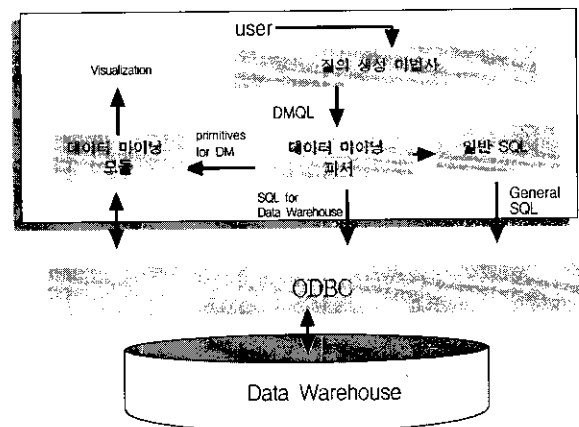 user
질의 생성 마법사
Visualization
DMQL
데이타 마이닝
모듈
primitives
for DM
데이타 마이닝
파서
일반 SQL
SQL for
Data Warehouse
General
SQL
ODBC
Data Warehouse